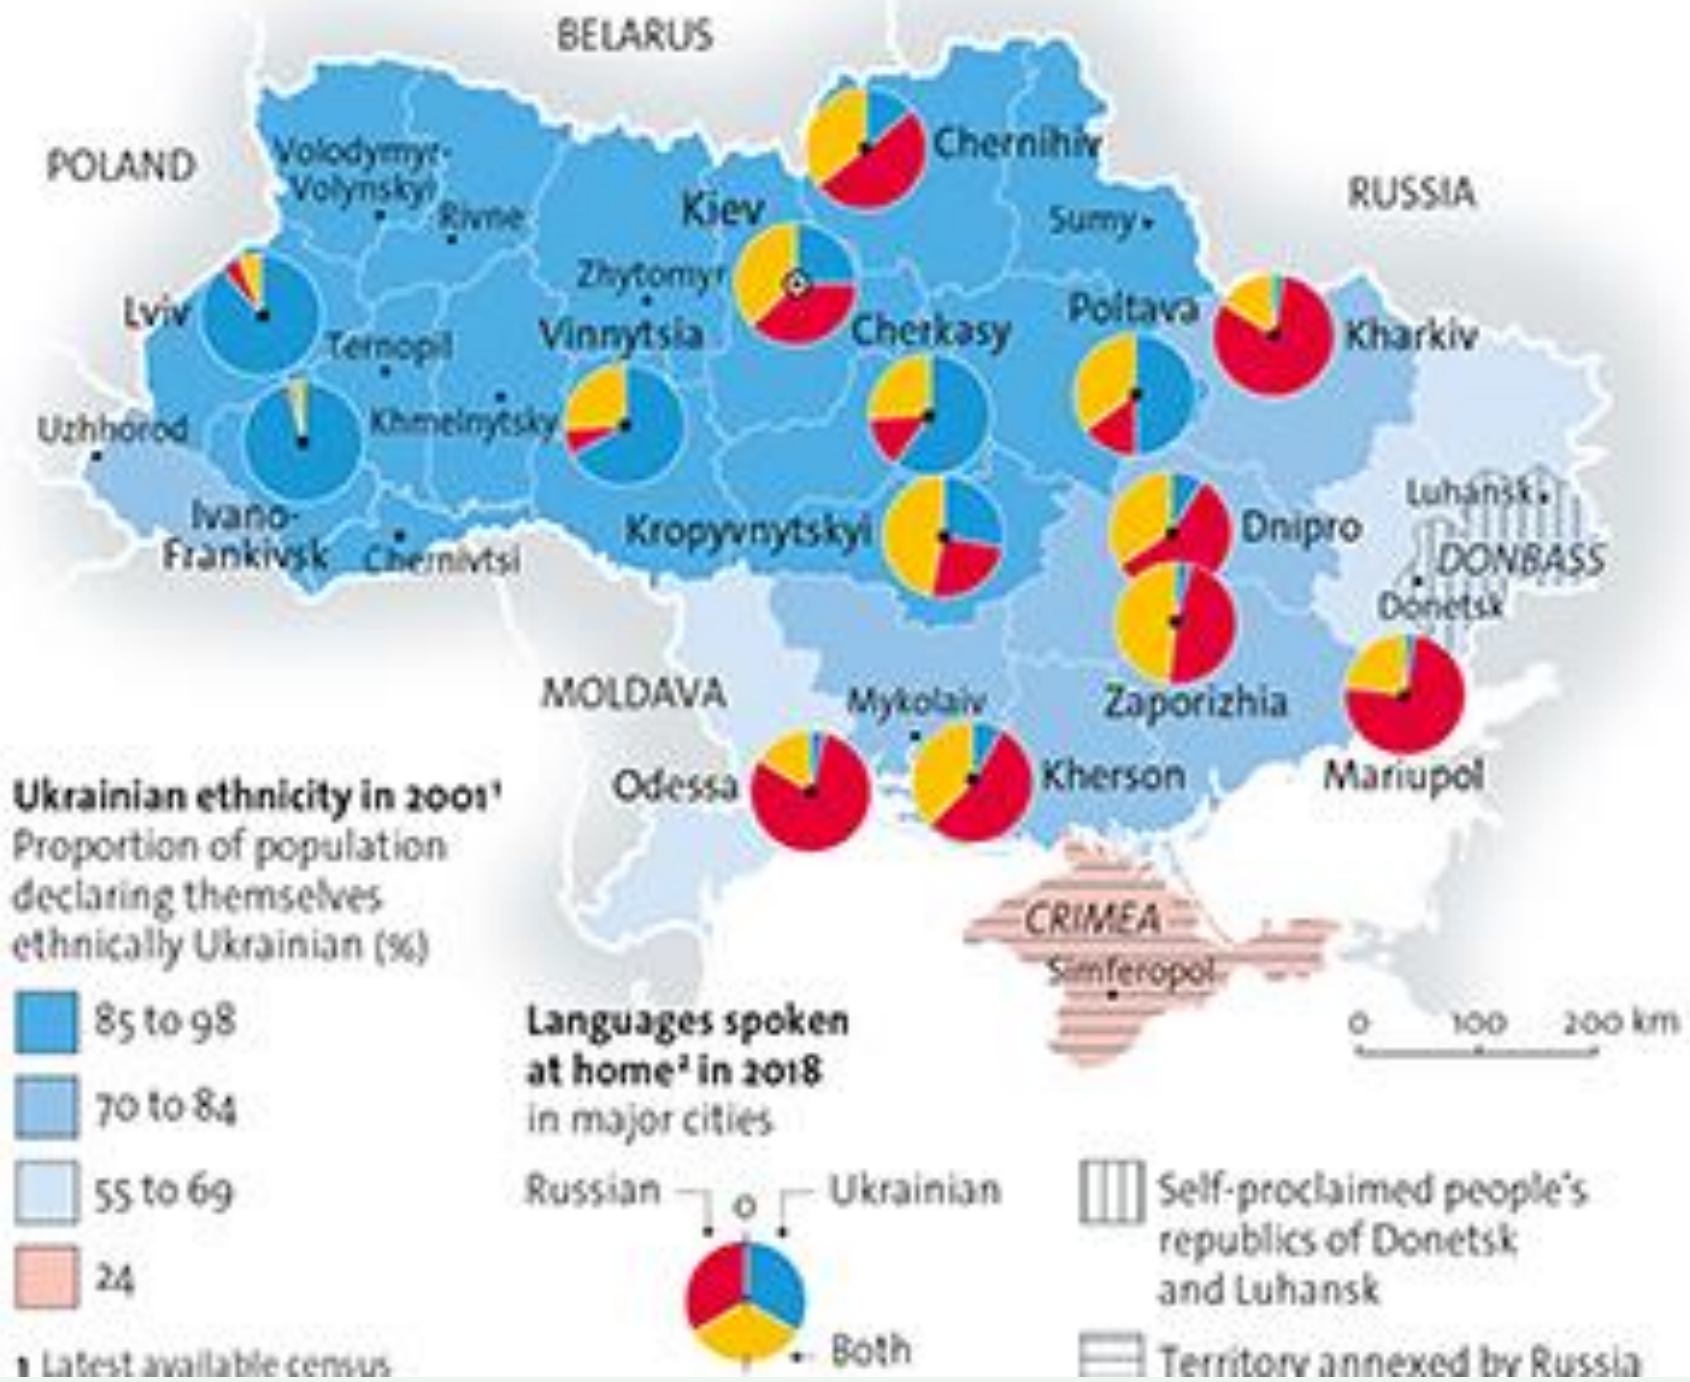 BELARUS
POLAND
Volodymyr-
Volynskyi
Rivne
Chernihiv
Kiev
Sumy
RUSSIA
Zhytomyr
Lviv
Ternopil
Vinnytsia
Cherkasy
Poltava
Kharkiv
Uzhhorod
Khmelnytsky
Ivano-
Frankivsk
Chernivtsi
Kropyvnytskyi
Dnipro
Luhansk
DONBASS
Donetsk
MOLDAVA
Mykolaiv
Zaporizhia
Odessa
Kherson
Mariupol
CRIMEA
Simferopol
0 100 200 km
Ukrainian ethnicity in 2001¹
Proportion of population
declaring themselves
ethnically Ukrainian (%)
85 to 98
70 to 84
55 to 69
24
1 Latest available census
Languages spoken
at home² in 2018
in major cities
Russian 0 Ukrainian
Both
Self-proclaimed people's
republics of Donetsk
and Luhansk
Territory annexed by Russia